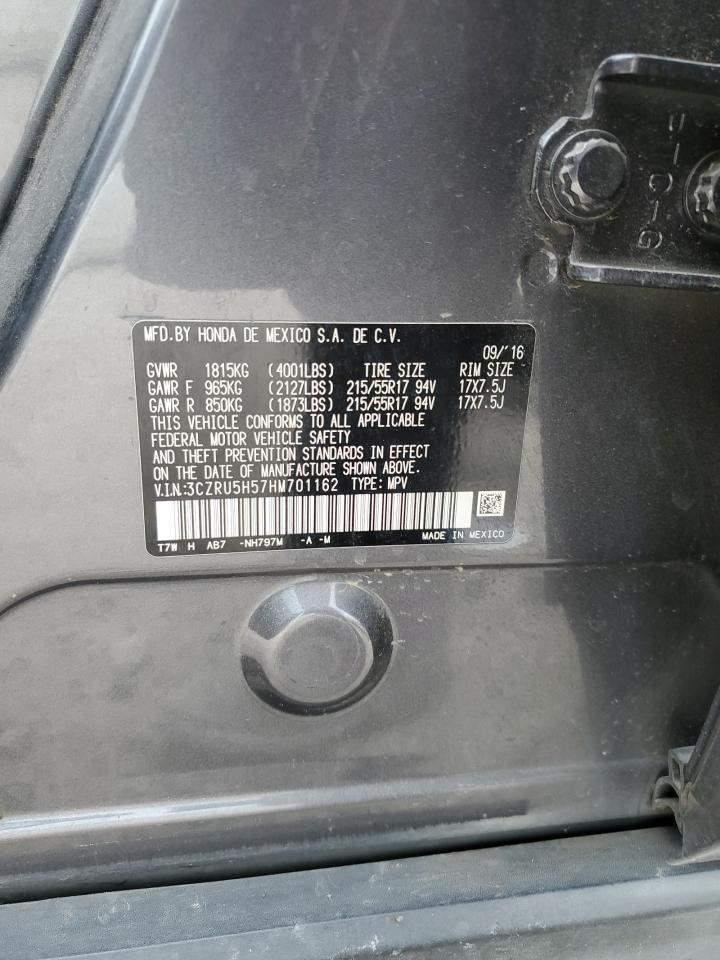 MFD.BY HONDA DE MEXICO S.A. DE C.V.
09/'16
GVWR 1815KG (4001LBS) TIRE SIZE RIM SIZE
GAWR F 965KG (2127LBS) 215/55R17 94V 17X7.5J
GAWR R 850KG (1873LBS) 215/55R17 94V 17X7.5J
THIS VEHICLE CONFORMS TO ALL APPLICABLE
FEDERAL MOTOR VEHICLE SAFETY
AND THEFT PREVENTION STANDARDS IN EFFECT
ON THE DATE OF MANUFACTURE SHOWN ABOVE.
V.I.N:3CZRU5H57HM701162 TYPE: MPV
T7W H AB7 -NH797M -A -M MADE IN MEXICO